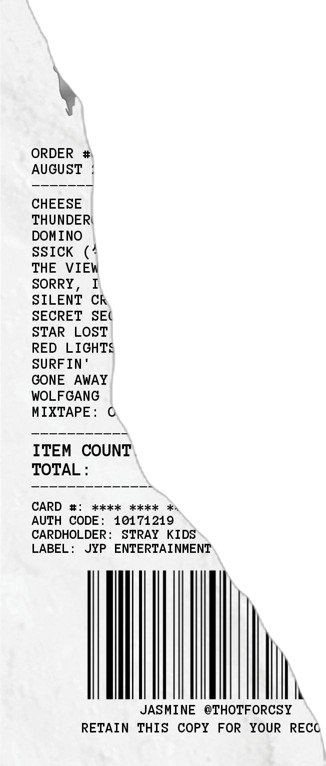 ORDER #
AUGUST
CHEESE
THUNDER
DOMINO
SSICK (
THE VIEW
SORRY, I
SILENT CR
SECRET SE
STAR LOST
RED LIGHTS
SURFIN'
GONE AWAY
WOLFGANG
MIXTAPE: O
ITEM COUNT
TOTAL:
CARD #: **** **** *
AUTH CODE: 10171219
CARDHOLDER: STRAY KIDS
LABEL: JYP ENTERTAINMENT
JASMINE @THOTFORCSY
RETAIN THIS COPY FOR YOUR RECO